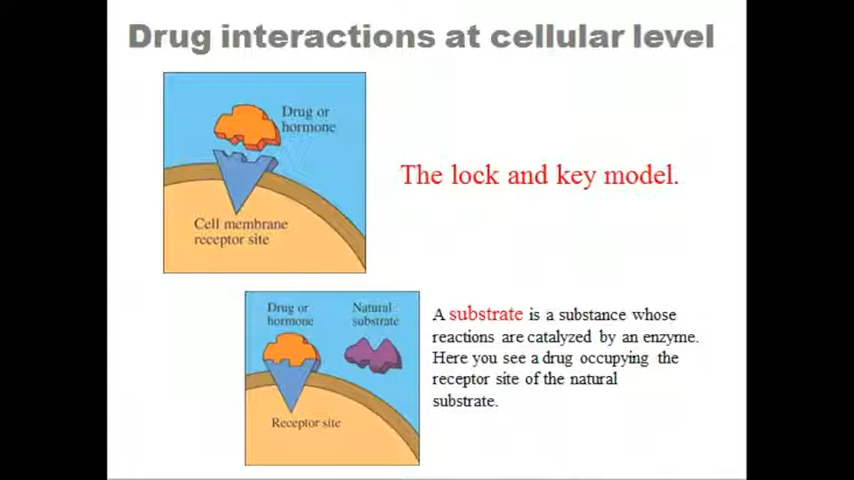 Drug interactions at cellular level
Drug or
hormone
Cell membrane
receptor site
The lock and key model.
Drug or
hormone
Natural
substrate
Receptor site
A substrate is a substance whose
reactions are catalyzed by an enzyme.
Here you see a drug occupying the
receptor site of the natural
substrate.